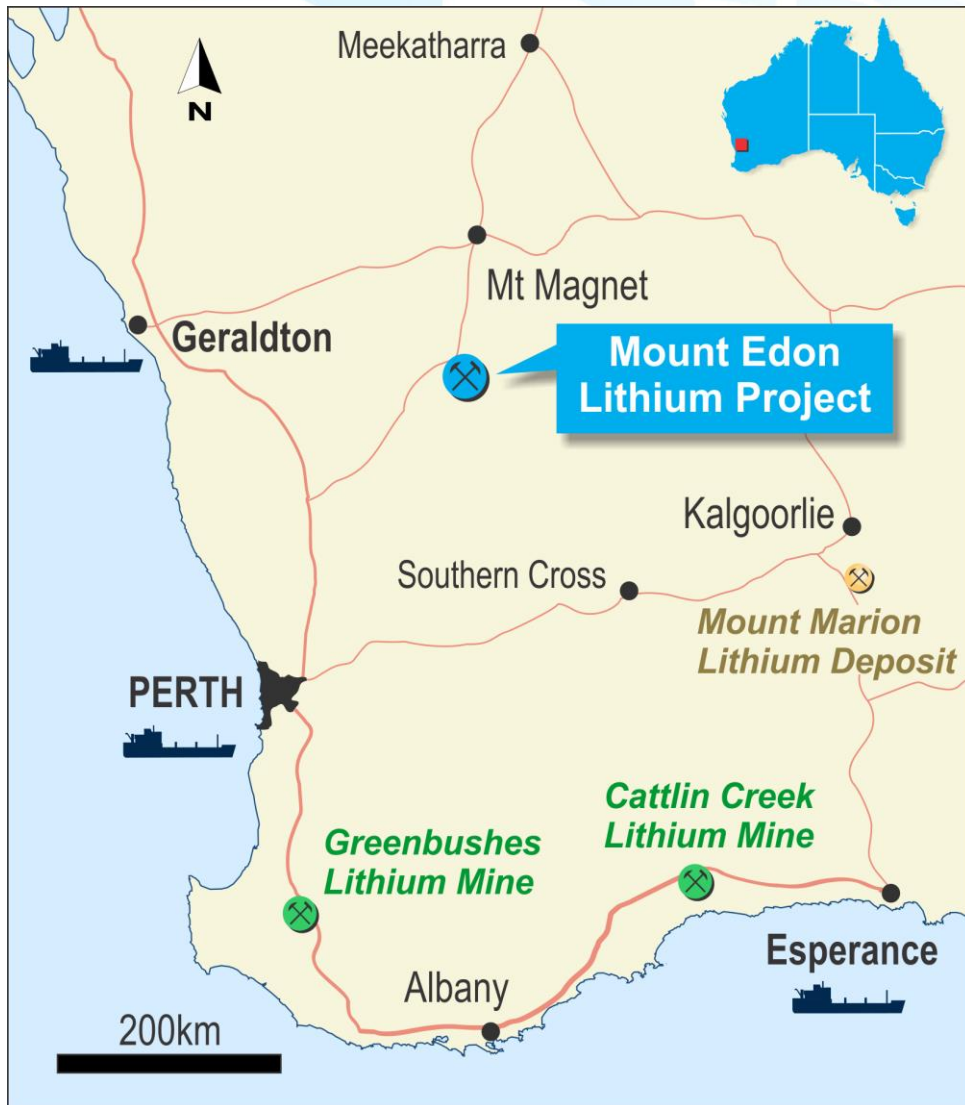 Meekatharra
N
Mt Magnet
Geraldton
Mount Edon
Lithium Project
Kalgoorlie
Southern Cross
Mount Marion
Lithium Deposit
PERTH
Cattlin Creek
Lithium Mine
Greenbushes
Lithium Mine
Esperance
Albany
200km